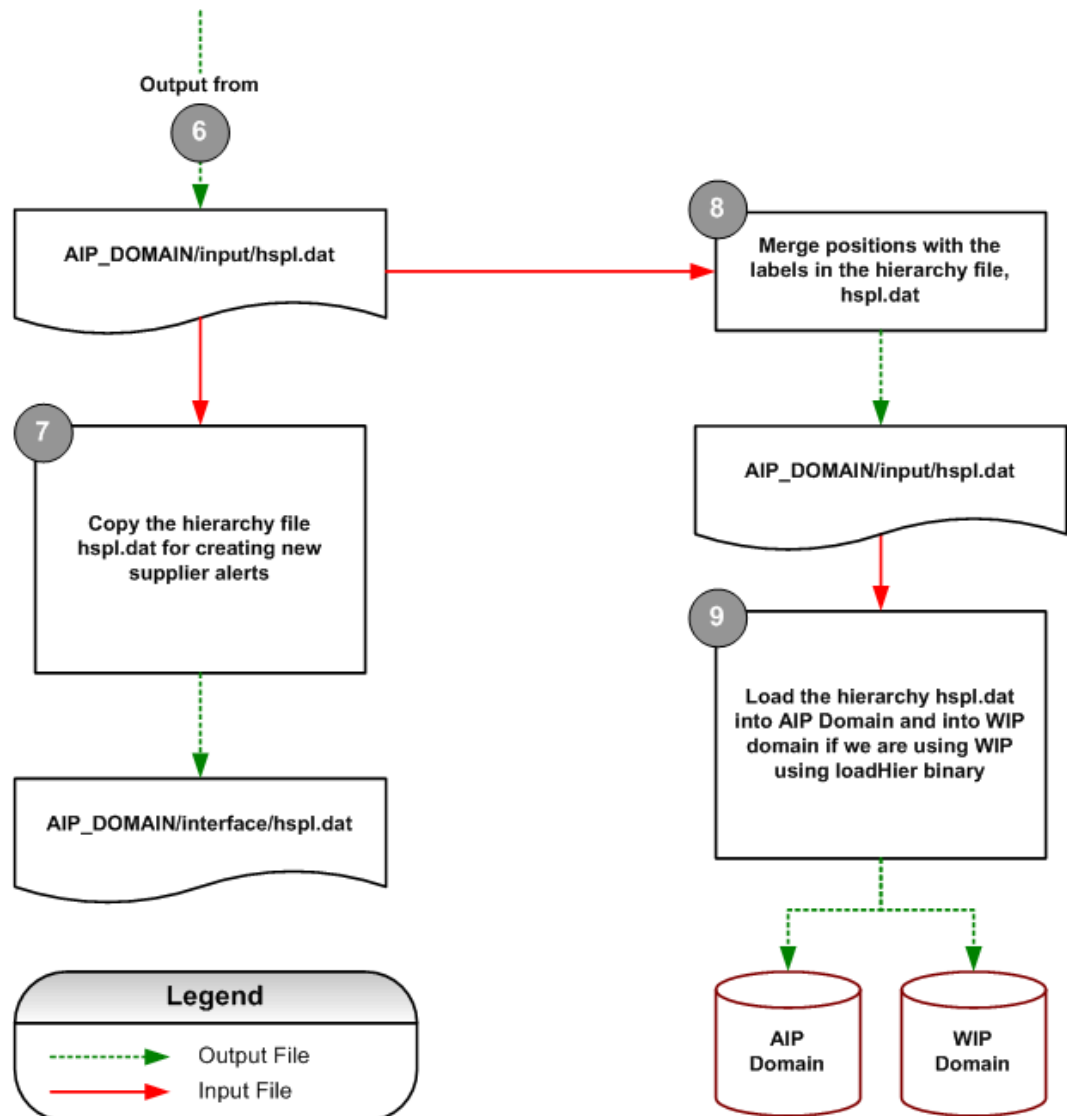 Output from
6
AIP_DOMAIN/input/hspl.dat
8
Merge positions with the
labels in the hierarchy file,
hspl.dat
7
Copy the hierarchy file
hspl.dat for creating new
supplier alerts
AIP_DOMAIN/input/hspl.dat
9
Load the hierarchy hspl.dat
into AIP Domain and into WIP
domain if we are using WIP
using loadHier binary
AIP_DOMAIN/interface/hspl.dat
AIP
Domain
WIP
Domain
Legend
Output File
Input File